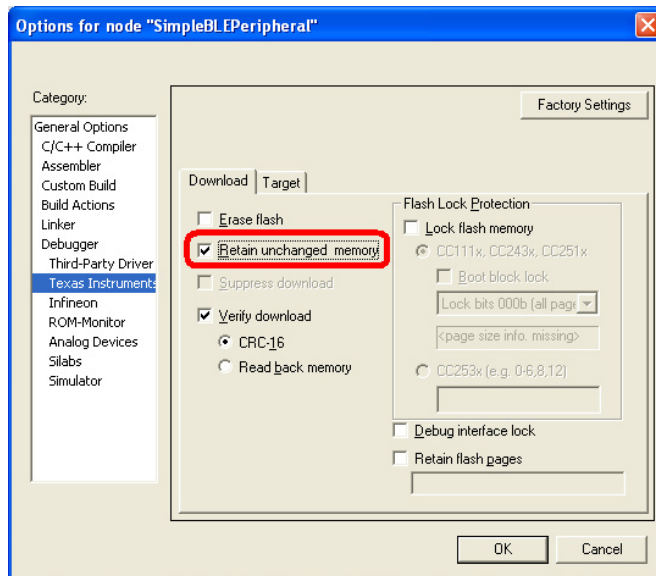 Options for node "SimpleBLEPeripheral"
Category:
Factory Settings
General Options
C/C++ Compiler
Assembler
Custom Build
Build Actions
Linker
Debugger
Third-Party Driver
Texas Instruments
Infineon
ROM-Monitor
Analog Devices
Silabs
Simulator
Download
Target
Erase flash
Retain unchanged memory
Suppress download
Verify download
CRC-16
Read back memory
Flash Lock Protection
Lock flash memory
CC111x, CC243x, CC251x
Boot block lock
Lock bits 000b (all page
<page size info. missing>
CC253x (e.g. 0-6,8,12)
Debug interface lock
Retain flash pages
OK
Cancel